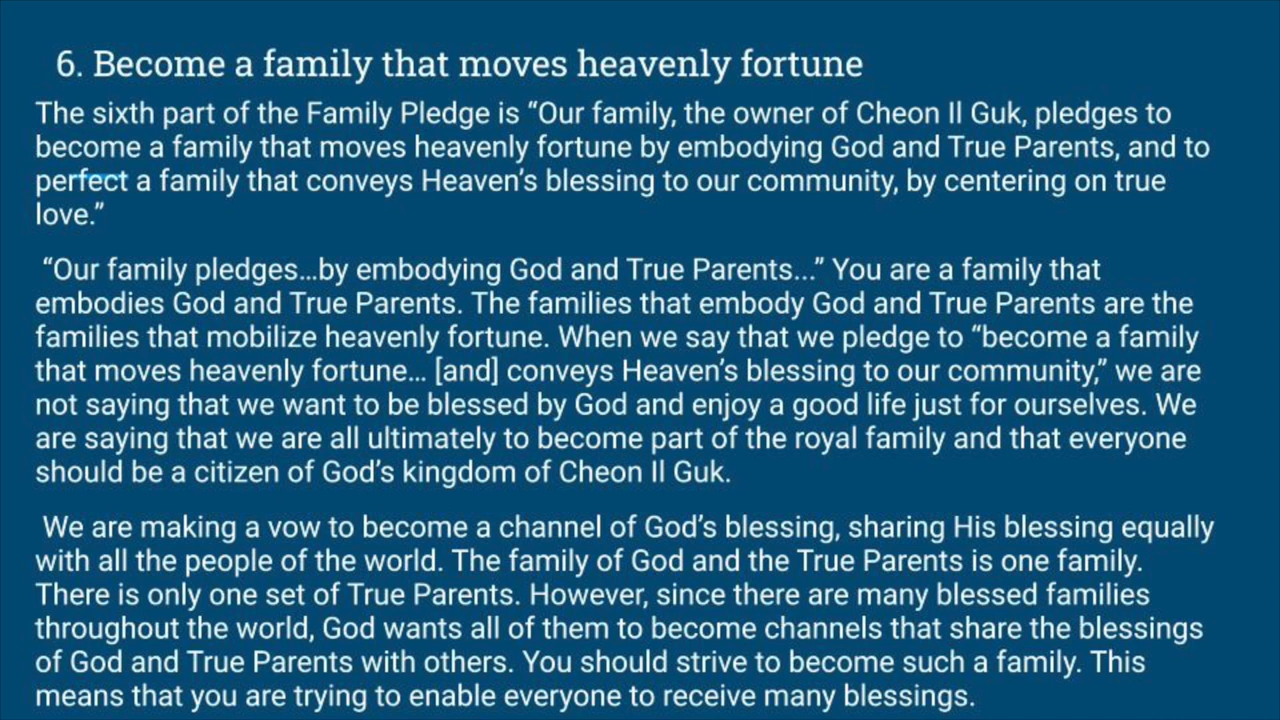 6. Become a family that moves heavenly fortune
The sixth part of the Family Pledge is “Our family, the owner of Cheon Il Guk, pledges to
become a family that moves heavenly fortune by embodying God and True Parents, and to
perfect a family that conveys Heaven’s blessing to our community, by centering on true
love.”
“Our family pledges…by embodying God and True Parents...” You are a family that
embodies God and True Parents. The families that embody God and True Parents are the
families that mobilize heavenly fortune. When we say that we pledge to “become a family
that moves heavenly fortune… [and] conveys Heaven’s blessing to our community,” we are
not saying that we want to be blessed by God and enjoy a good life just for ourselves. We
are saying that we are all ultimately to become part of the royal family and that everyone
should be a citizen of God’s kingdom of Cheon Il Guk.
We are making a vow to become a channel of God’s blessing, sharing His blessing equally
with all the people of the world. The family of God and the True Parents is one family.
There is only one set of True Parents. However, since there are many blessed families
throughout the world, God wants all of them to become channels that share the blessings
of God and True Parents with others. You should strive to become such a family. This
means that you are trying to enable everyone to receive many blessings.